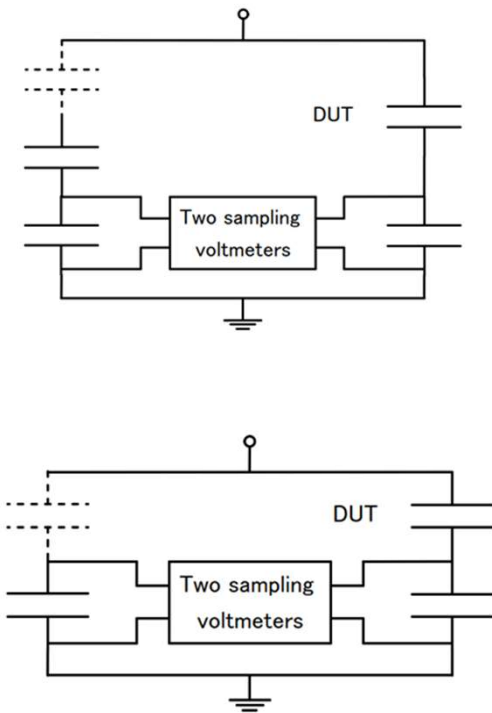 DUT
Two sampling
voltmeters
DUT
Two sampling
voltmeters